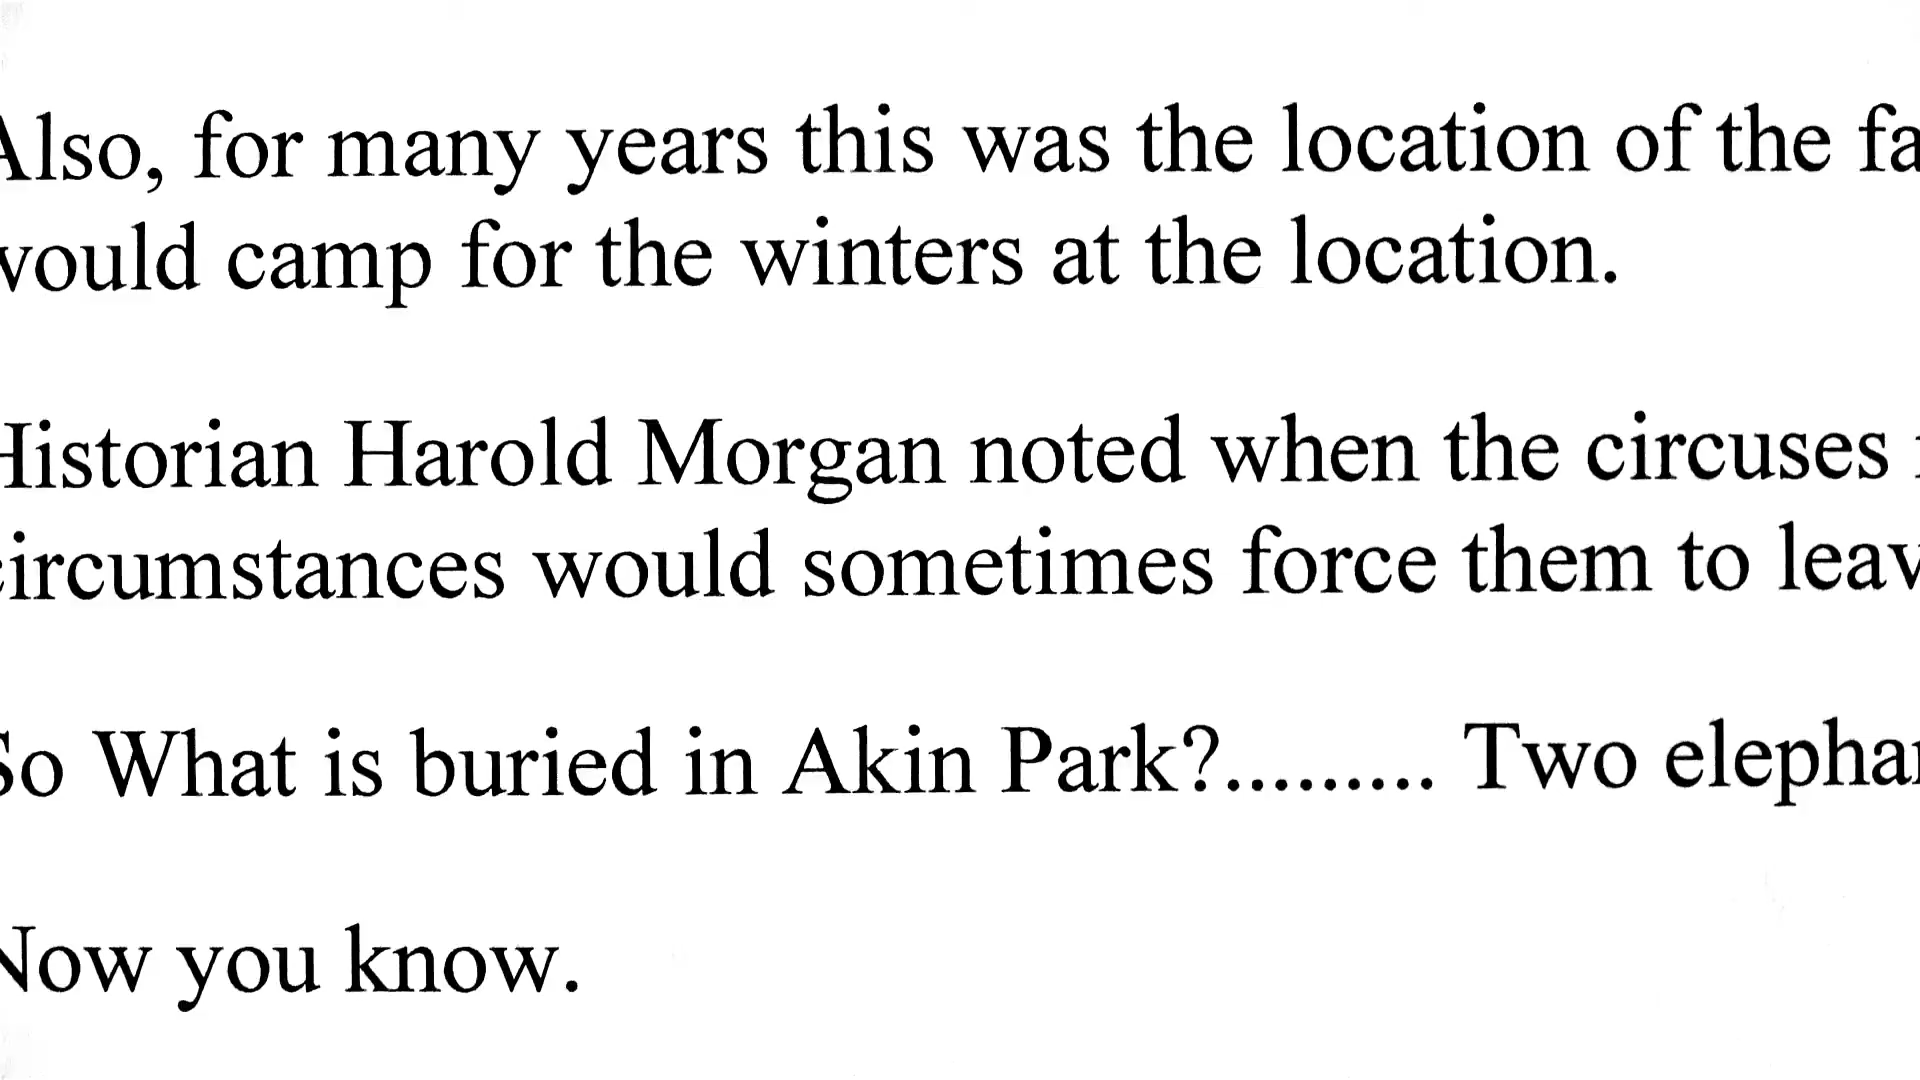 Also, for many years this was the location of the fa
would camp for the winters at the location.
Historian Harold Morgan noted when the circuses
circumstances would sometimes force them to leav
So What is buried in Akin Park?......... Two elephan
Now you know.